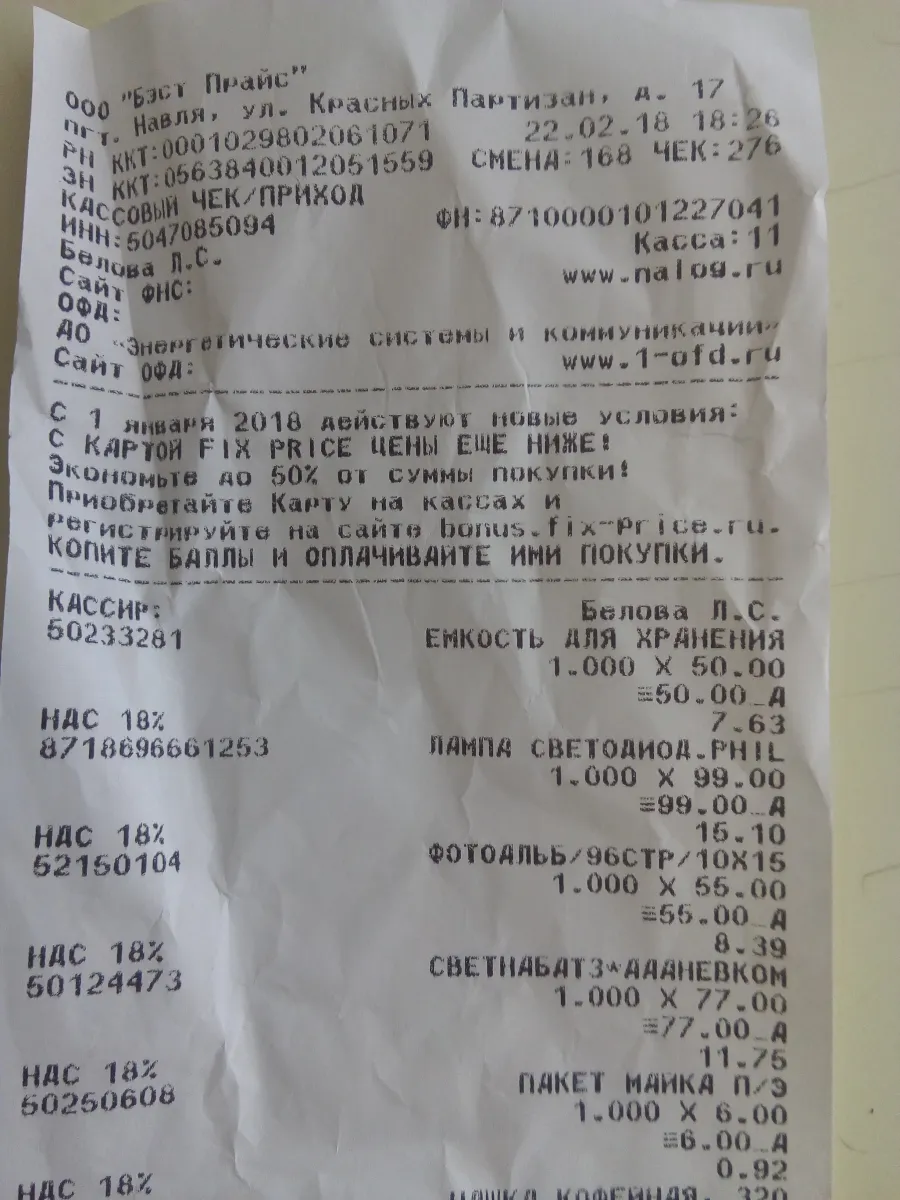 ООО "Бэст Прайс"
пгт. Навля, ул. Красных Партизан, д. 17
РН ККТ:0001029802061071 22.02.18 18:26
ЗН ККТ:0563840012051559 СМЕНА:168 ЧЕК:276
КАССОВЫЙ ЧЕК/ПРИХОД
ИНН:5047085094 ФН:8710000101227041
Белова Л.С. Касса:11
Сайт ФНС: www.nalog.ru
ОФД:
АО "Энергетические системы и коммуникации"
Сайт ОФД: www.1-ofd.ru
С 1 января 2018 действуют новые условия:
С КАРТОЙ FIX PRICE ЦЕНЫ ЕЩЕ НИЖЕ!
Экономьте до 50% от суммы покупки!
Приобретайте Карту на кассах и
регистрируйте на сайте bonus.fix-price.ru.
КОПИТЕ БАЛЛЫ И ОПЛАЧИВАЙТЕ ИМИ ПОКУПКИ.
КАССИР: Белова Л.С.
50233281 ЕМКОСТЬ ДЛЯ ХРАНЕНИЯ
1.000 X 50.00
≡50.00_А
НДС 18% 7.63
8718696661253 ЛАМПА СВЕТОДИОД.PHIL
1.000 X 99.00
≡99.00_А
НДС 18% 15.10
52150104 ФОТОАЛЬБ/96СТР/10X15
1.000 X 55.00
≡55.00_А
НДС 18% 8.39
50124473 СВЕТНАБАТ3*АААНЕВКОМ
1.000 X 77.00
≡77.00_А
НДС 18% 11.75
50250608 ПАКЕТ МАЙКА П/Э
1.000 X 6.00
≡6.00_А
НДС 18% 0.92
КОФЕЙНАЯ, 320